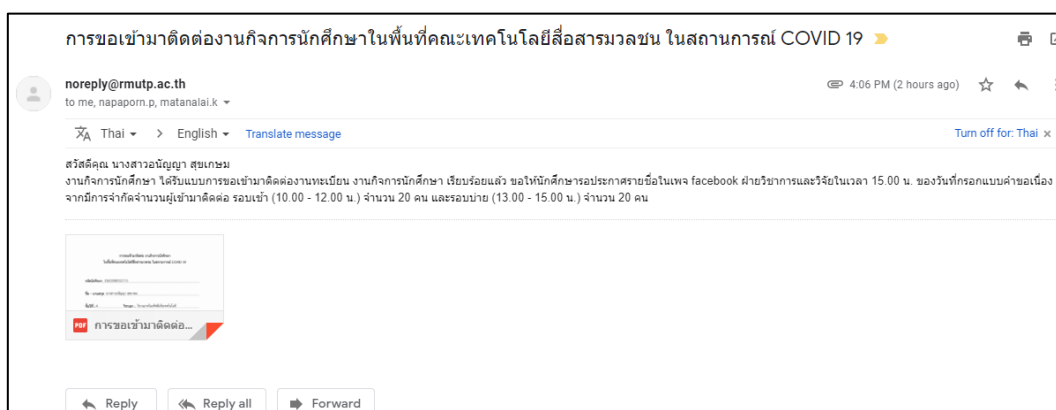 การขอเข้ามาติดต่องานกิจการนักศึกษาในพื้นที่คณะเทคโนโลยีสื่อสารมวลชน ในสถานการณ์ COVID 19
noreply@rmutp.ac.th
4:06 PM (2 hours ago)
to me, napaporn.p, matanalai.k
Thai > English Translate message Turn off for: Thai ×
สวัสดีคุณ นางสาวอนัญญา สุขเกษม
งานกิจการนักศึกษา ได้รับแบบการขอเข้ามาติดต่องานทะเบียน งานกิจการนักศึกษา เรียบร้อยแล้ว ขอให้นักศึกษารอประกาศรายชื่อในเพจ facebook ฝ่ายวิชาการและวิจัยในเวลา 15.00 น. ของวันที่กรอกแบบคำขอเนื่อง
จากมีการจำกัดจำนวนผู้เข้ามาติดต่อ รอบเช้า (10.00 - 12.00 น.) จำนวน 20 คน และรอบบ่าย (13.00 - 15.00 น.) จำนวน 20 คน
PDF การขอเข้ามาติดต่อ...
Reply Reply all Forward